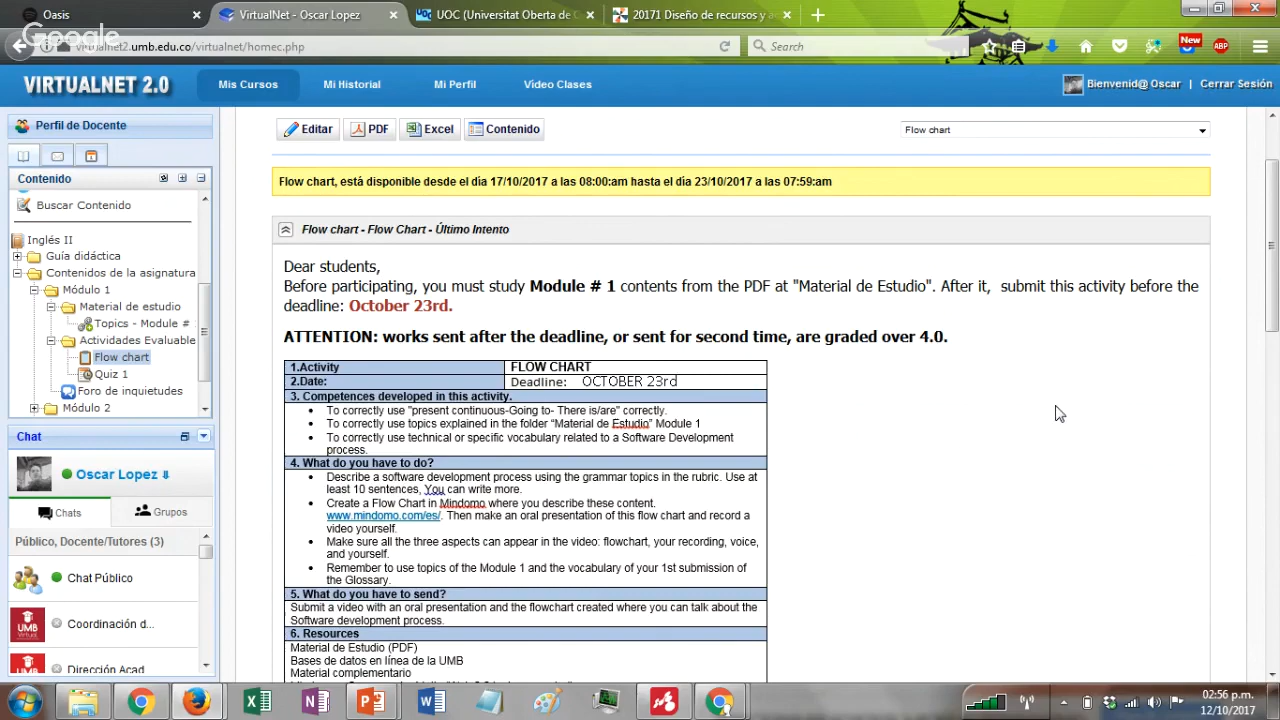 Oasis
VirtualNet - Oscar Lopez
UOC (Universitat Oberta de C
20171 Diseño de recursos y a
Google
virtualnet2.umb.edu.co/virtualnet/homec.php
Search
New
ABP
VIRTUALNET 2.0
Mis Cursos
Mi Historial
Mi Perfil
Vídeo Clases
Bienvenid@ Oscar | Cerrar Sesión
Perfil de Docente
Contenido
Buscar Contenido
Inglés II
Guía didáctica
Contenidos de la asignatura
Módulo 1
Material de estudio
Topics - Module #
Actividades Evaluable
Flow chart
Quiz 1
Foro de inquietudes
Módulo 2
Chat
Oscar Lopez
Chats
Grupos
Público, Docente/Tutores (3)
Chat Público
Coordinación d...
Dirección Acad
UMB
Virtual
UMB
Editar
PDF
Excel
Contenido
Flow chart
Flow chart, está disponible desde el día 17/10/2017 a las 08:00:am hasta el día 23/10/2017 a las 07:59:am
Flow chart - Flow Chart - Último Intento
Dear students,
Before participating, you must study Module # 1 contents from the PDF at "Material de Estudio". After it, submit this activity before the
deadline: October 23rd.
ATTENTION: works sent after the deadline, or sent for second time, are graded over 4.0.
1.Activity FLOW CHART
2.Date: Deadline: OCTOBER 23rd
3. Competences developed in this activity.
• To correctly use "present continuous-Going to- There is/are" correctly.
• To correctly use topics explained in the folder "Material de Estudio" Module 1
• To correctly use technical or specific vocabulary related to a Software Development
process.
4. What do you have to do?
• Describe a software development process using the grammar topics in the rubric. Use at
least 10 sentences, You can write more.
• Create a Flow Chart in Mindomo where you describe these content.
www.mindomo.com/es/. Then make an oral presentation of this flow chart and record a
video yourself.
• Make sure all the three aspects can appear in the video: flowchart, your recording, voice,
and yourself.
• Remember to use topics of the Module 1 and the vocabulary of your 1st submission of
the Glossary.
5. What do you have to send?
Submit a video with an oral presentation and the flowchart created where you can talk about the
Software development process.
6. Resources
Material de Estudio (PDF)
Bases de datos en línea de la UMB
Material complementario
02:56 p.m.
12/10/2017